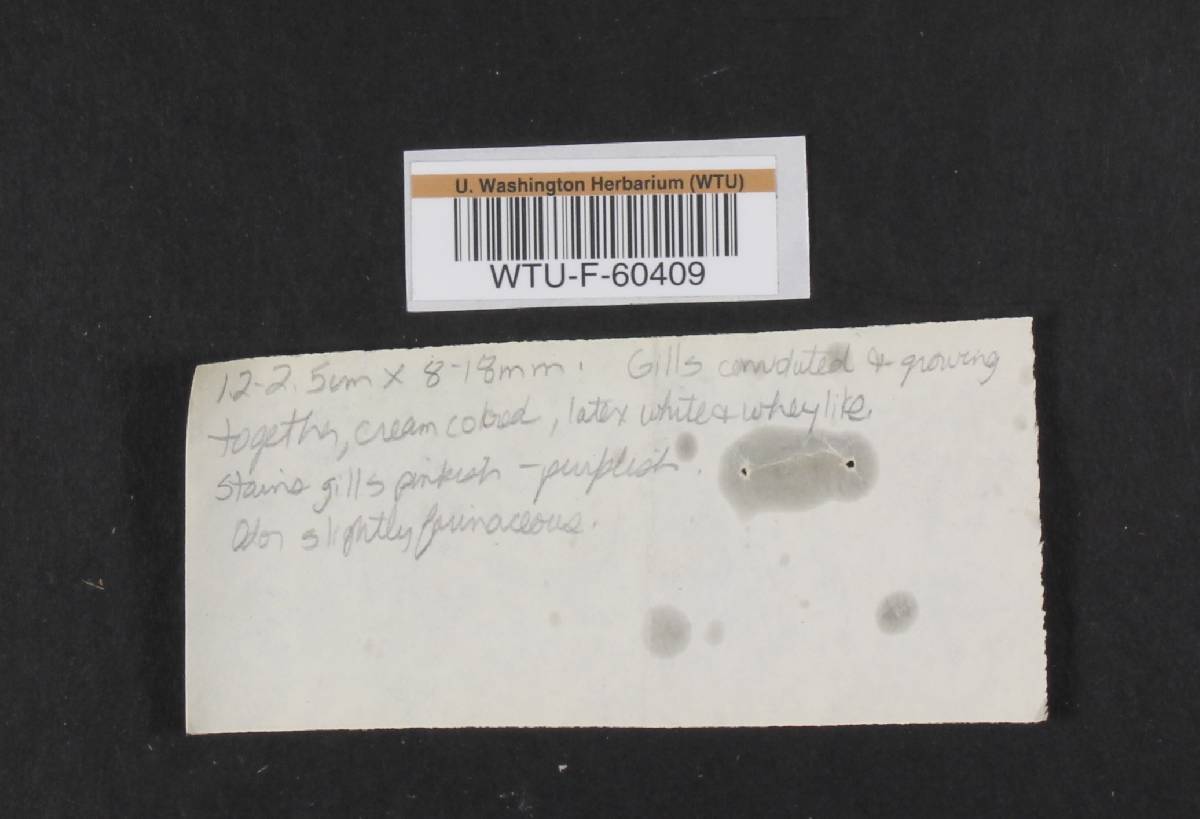 U. Washington Herbarium (WTU)
WTU-F-60409
1.2-2.5cm x 8-18mm. Gills convoluted & growing
together, cream colored, latex white & wheylike.
Stains gills pinkish - purplish.
Odor slightly farinaceous.